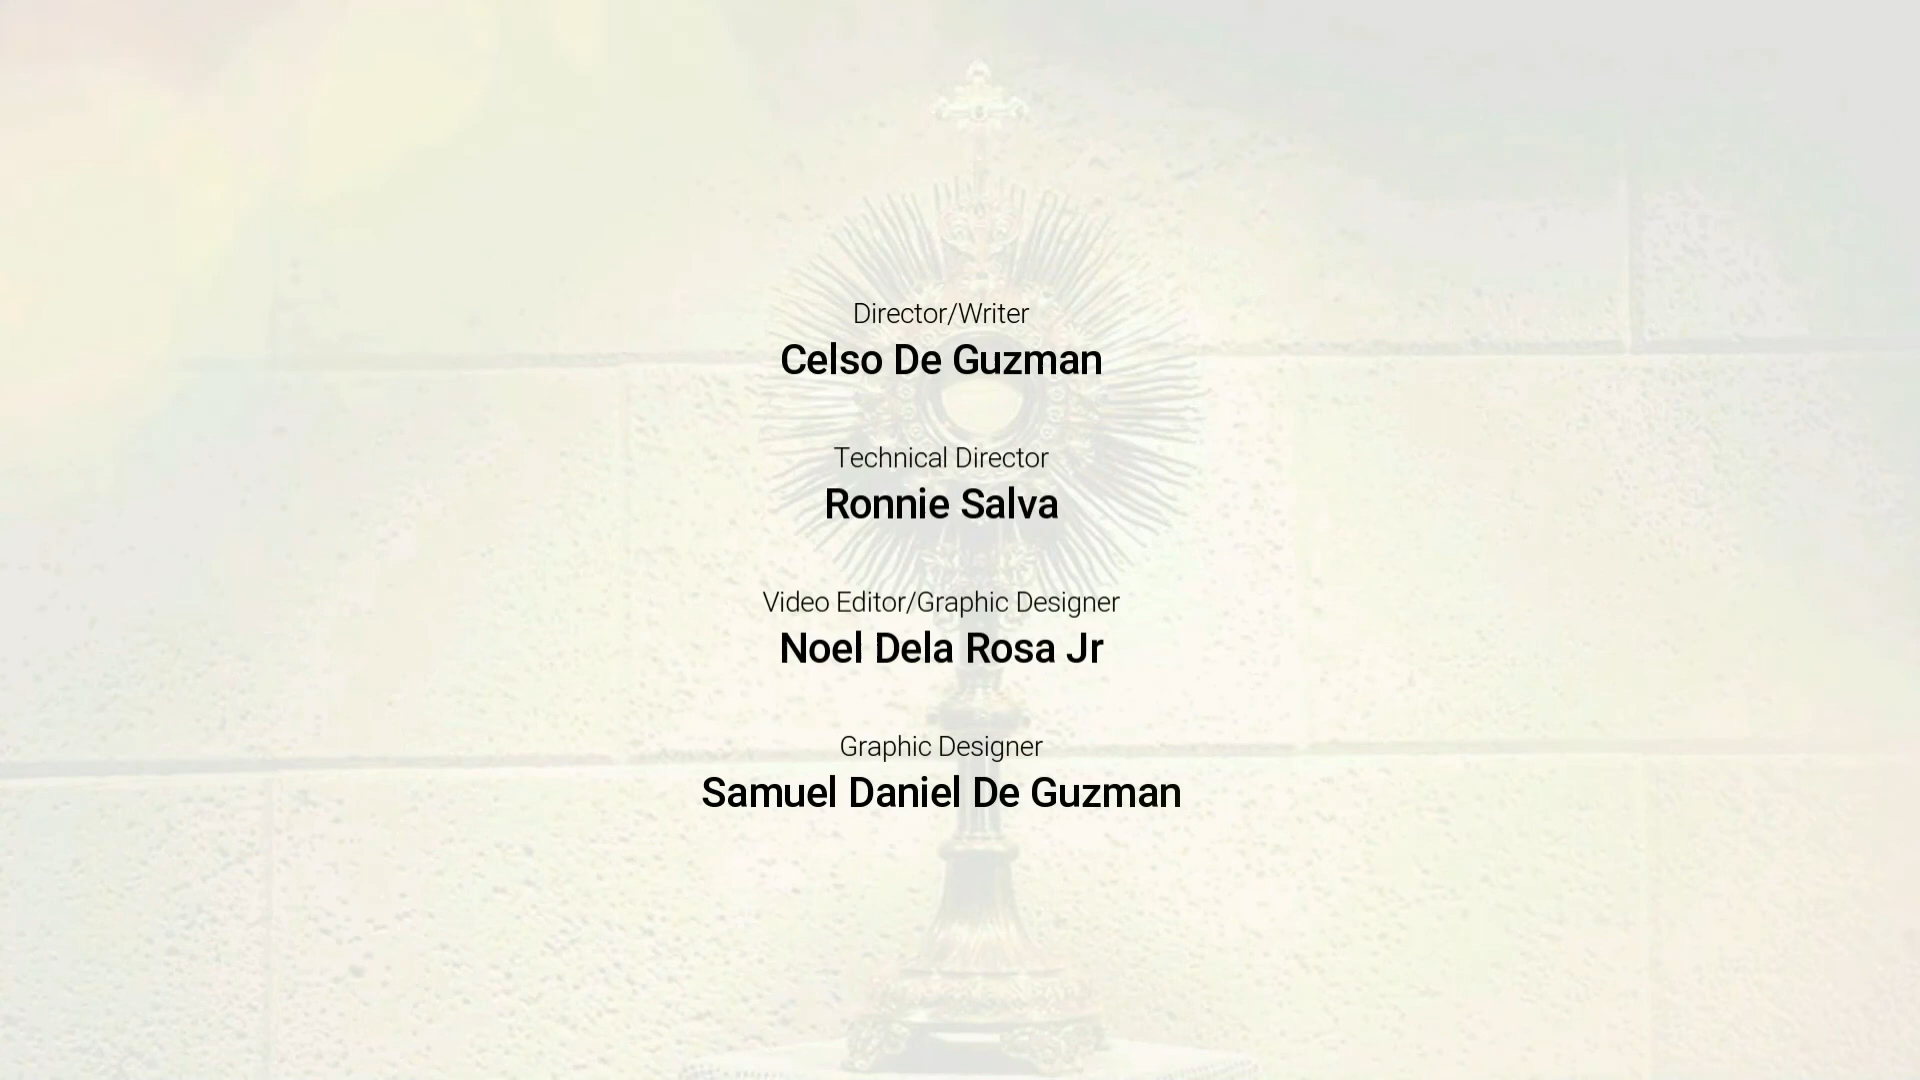 Director/Writer
Celso De Guzman
Technical Director
Ronnie Salva
Video Editor/Graphic Designer
Noel Dela Rosa Jr
Graphic Designer
Samuel Daniel De Guzman